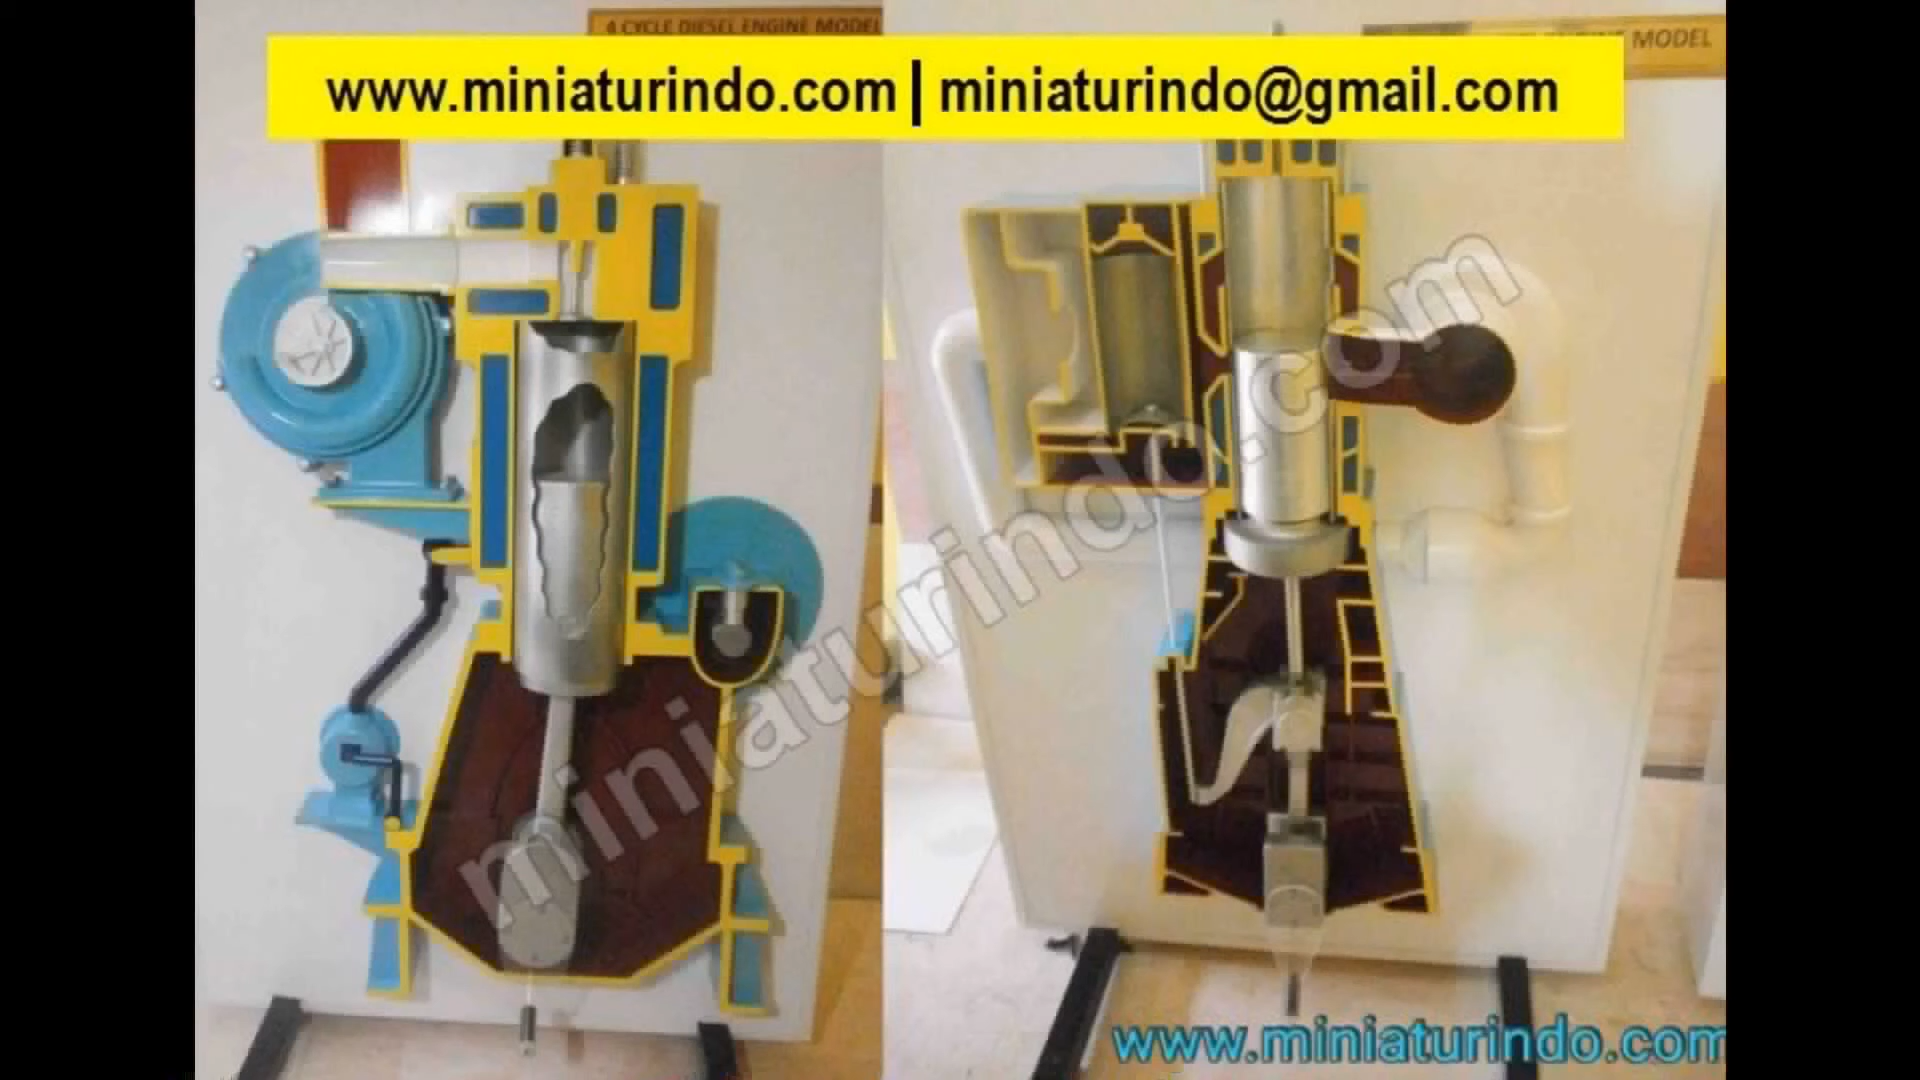 4 CYCLE DIESEL ENGINE MODEL
MODEL
www.miniaturindo.com | miniaturindo@gmail.com
miniaturindo.com
www.miniaturindo.com